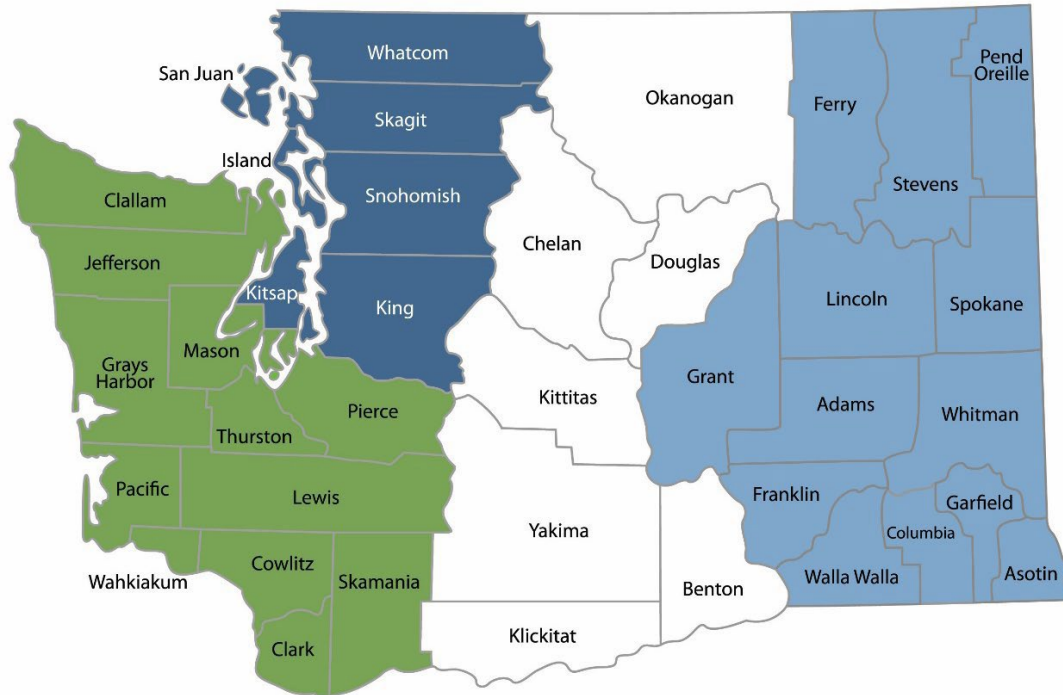 Whatcom
San Juan
Skagit
Island
Snohomish
Kitsap
King
Okanogan
Ferry
Pend
Oreille
Stevens
Chelan
Douglas
Lincoln
Spokane
Clallam
Jefferson
Mason
Grays
Harbor
Thurston
Pierce
Kittitas
Grant
Adams
Whitman
Pacific
Lewis
Yakima
Franklin
Columbia
Garfield
Wahkiakum
Cowlitz
Skamania
Benton
Walla Walla
Asotin
Clark
Klickitat